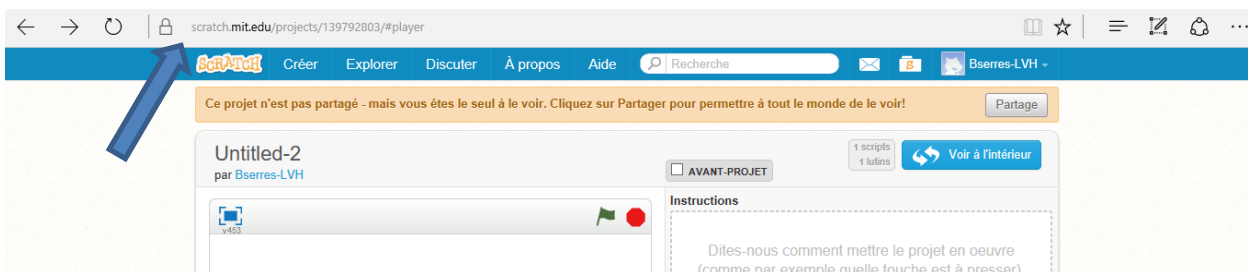 scratch.mit.edu/projects/139792803/#player
SCRATCH Créer Explorer Discuter À propos Aide Recherche S Bserres-LVH
Ce projet n'est pas partagé - mais vous êtes le seul à le voir. Cliquez sur Partager pour permettre à tout le monde de le voir! Partage
Untitled-2
par Bserres-LVH
AVANT-PROJET
1 scripts
1 lutins
Voir à l'intérieur
v453
Instructions
Dites-nous comment mettre le projet en oeuvre
(comme par exemple quelle touche est à presser)